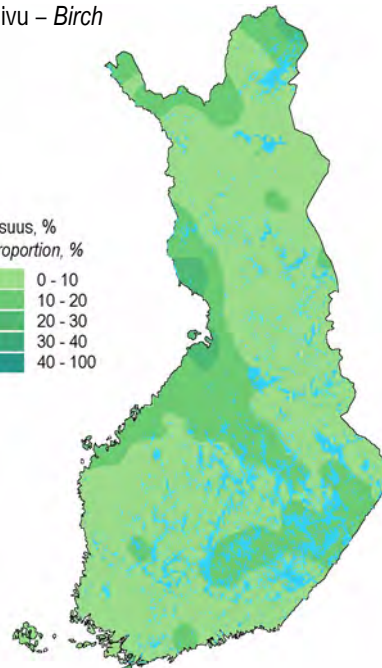 ivu – Birch
suus, %
roportion, %
0 - 10
10 - 20
20 - 30
30 - 40
40 - 100